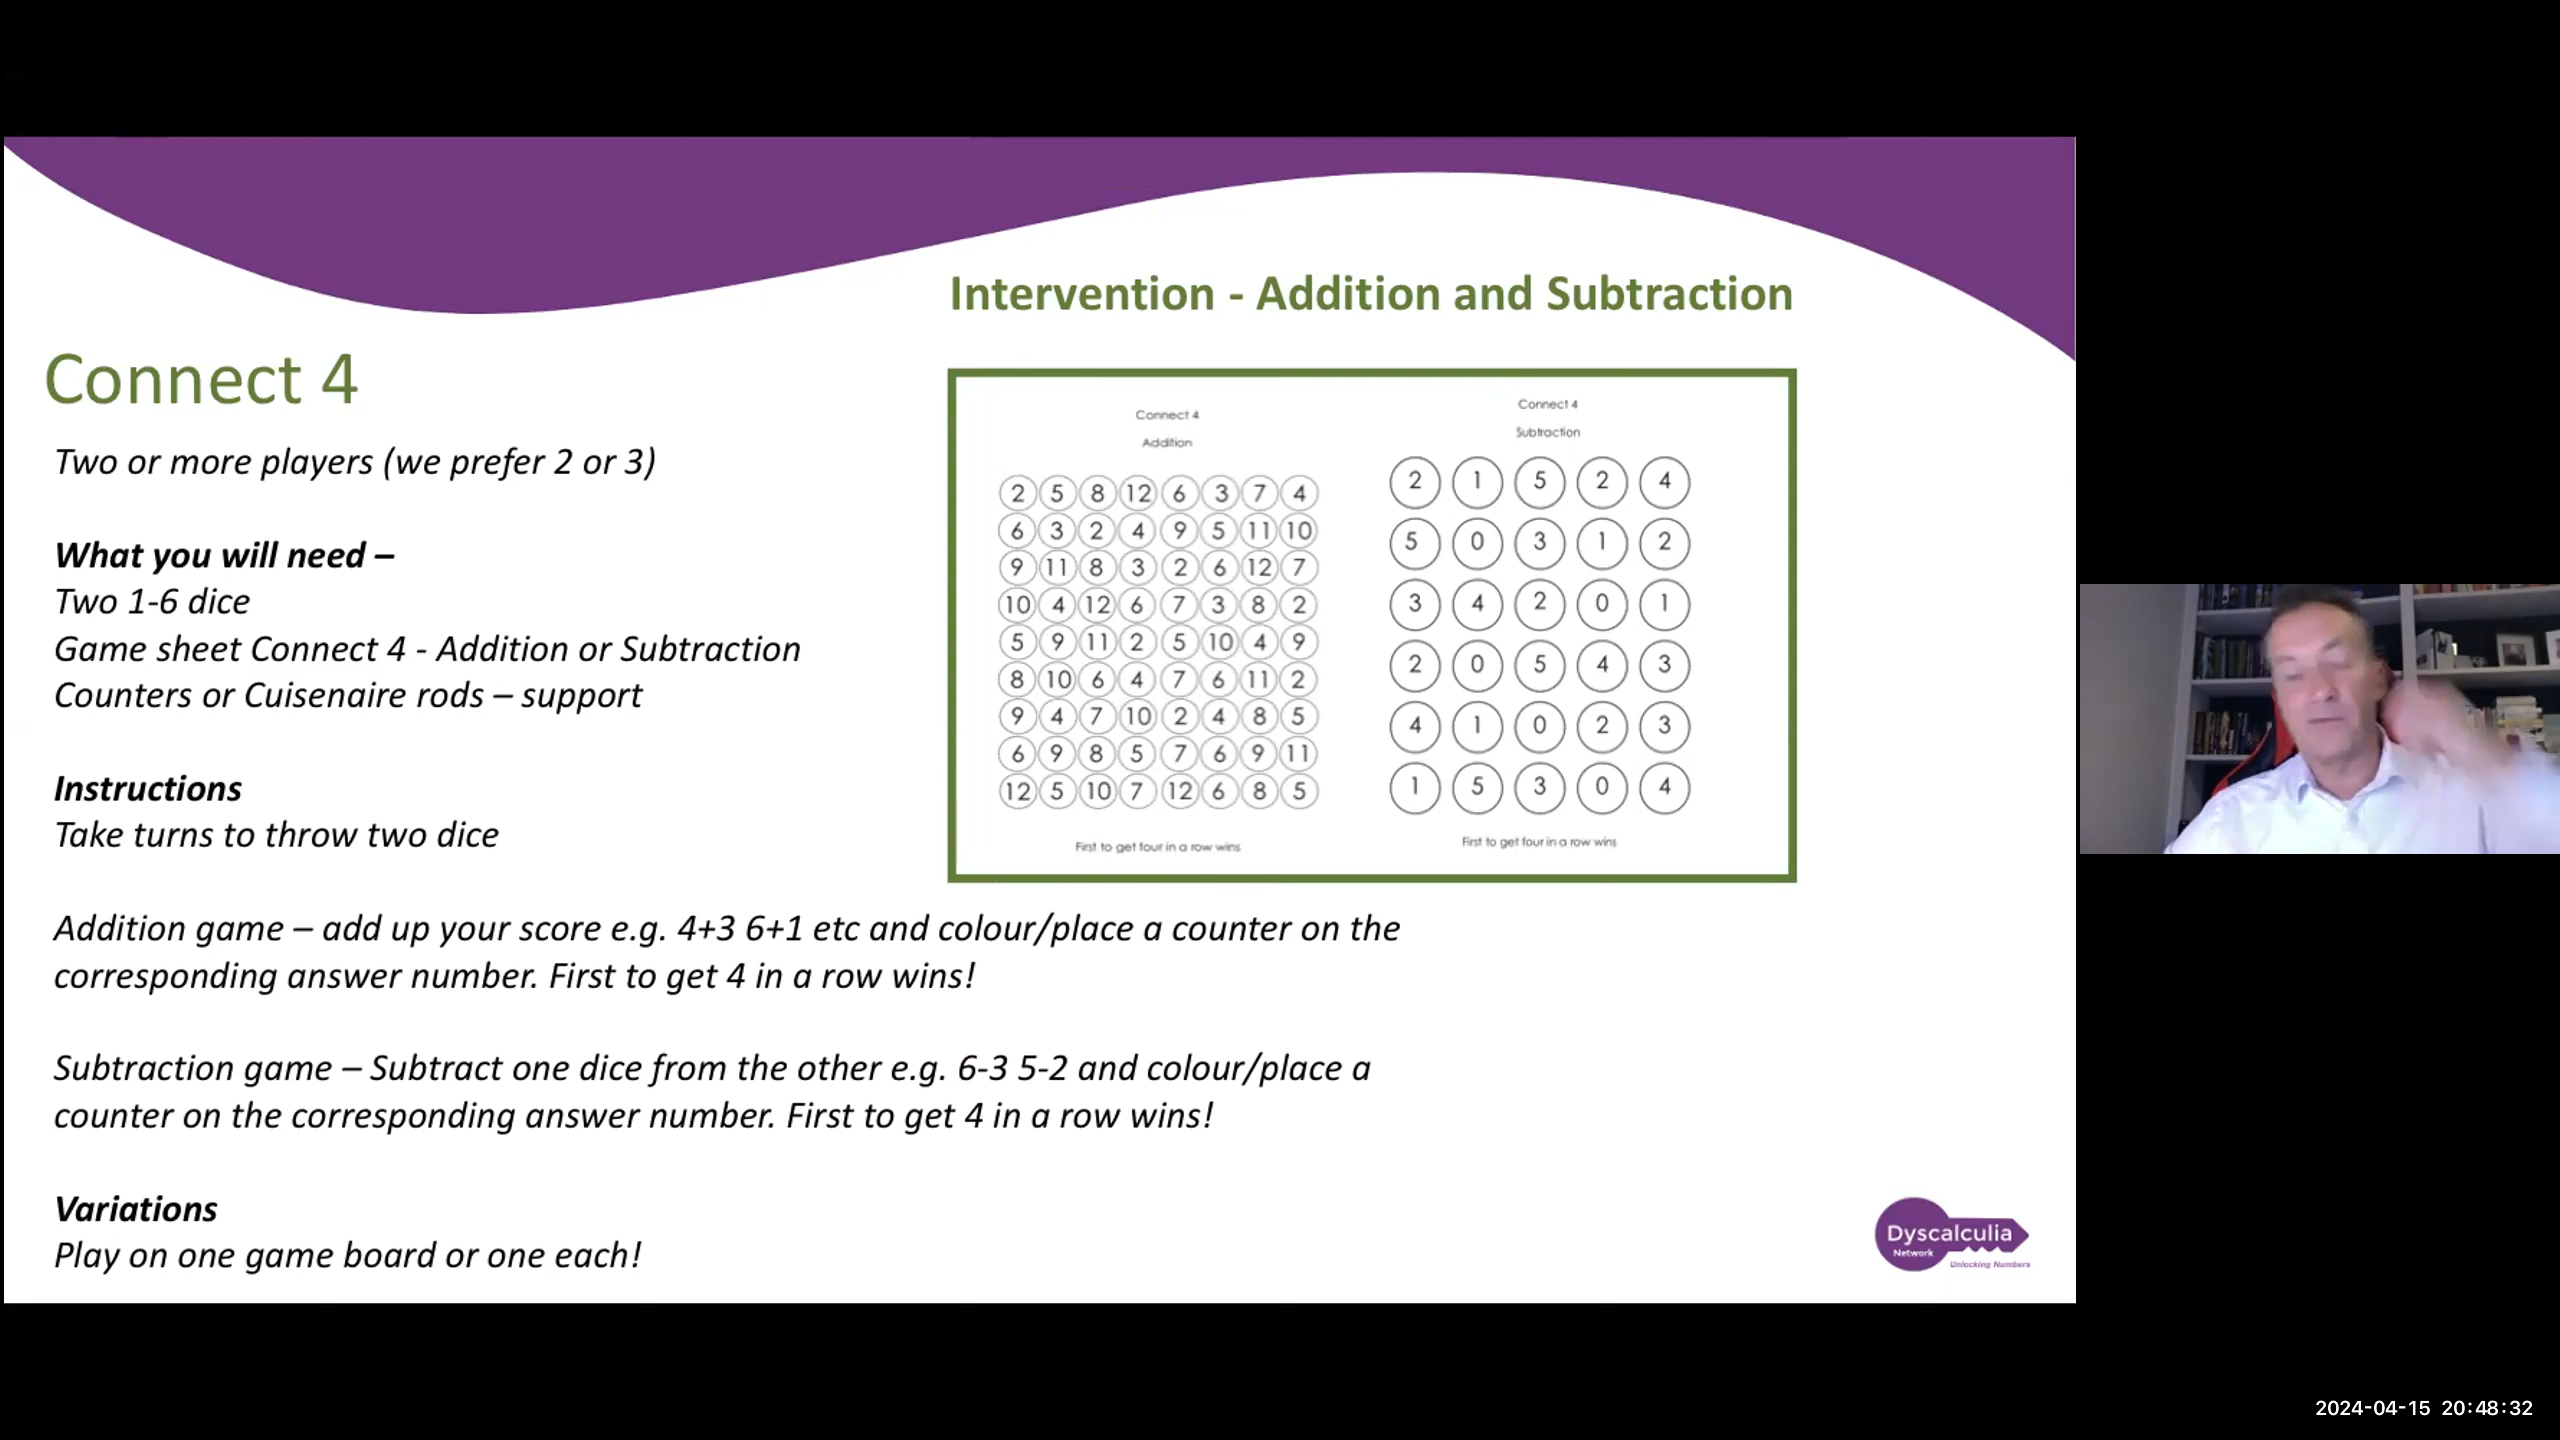 Intervention - Addition and Subtraction
Connect 4
Two or more players (we prefer 2 or 3)
What you will need –
Two 1-6 dice
Game sheet Connect 4 - Addition or Subtraction
Counters or Cuisenaire rods – support
Instructions
Take turns to throw two dice
Addition game – add up your score e.g. 4+3 6+1 etc and colour/place a counter on the
corresponding answer number. First to get 4 in a row wins!
Subtraction game – Subtract one dice from the other e.g. 6-3 5-2 and colour/place a
counter on the corresponding answer number. First to get 4 in a row wins!
Variations
Play on one game board or one each!
Connect 4
Addition
2 5 8 12 6 3 7 4
6 3 2 4 9 5 11 10
9 11 8 3 2 6 12 7
10 4 12 6 7 3 8 2
5 9 11 2 5 10 4 9
8 10 6 4 7 6 11 2
9 4 7 10 2 4 8 5
6 9 8 5 7 6 9 11
12 5 10 7 12 6 8 5
First to get four in a row wins
Connect 4
Subtraction
2 1 5 2 4
5 0 3 1 2
3 4 2 0 1
2 0 5 4 3
4 1 0 2 3
1 5 3 0 4
First to get four in a row wins
Dyscalculia
Network
Unlocking Numbers
2024-04-15 20:48:32